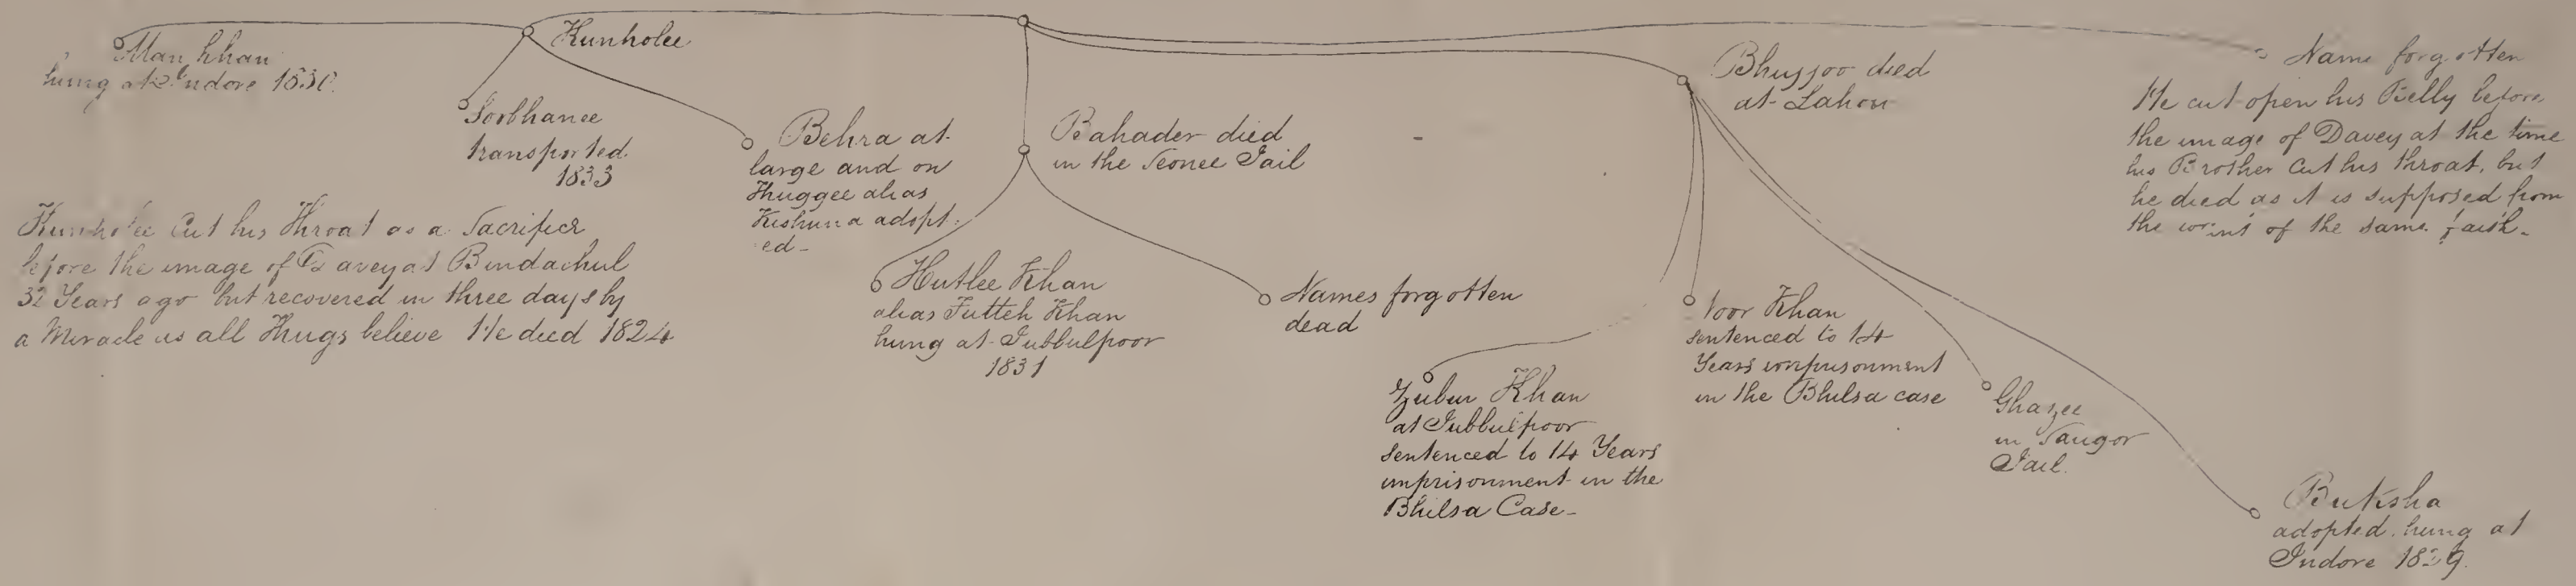 Man Khan
hung at Indore 1830.
Kunholee
Soobhanee
transported
1833
Kunholee Cut his Throat as a Sacrifice
before the image of Davey at Bindachul
32 Years ago but recovered in three days by
a Miracle as all Thugs believe He died 1824
Behra at
large and on
Thuggee alias
Kishuna adopt-
ed-
Bahader died
in the Seonee Jail
Hutlee Khan
alias Futteh Khan
hung at Jubbulpoor
1831
Names forgotten
dead
Bhujjoo died
at Lahore
Zubur Khan
at Jubbulpoor
sentenced to 14 Years
imprisonment in the
Bhilsa Case-
Noor Khan
sentenced to 14
Years imprisonment
in the Bhilsa case
Ghazee
in Saugor
Jail.
Name forgotten
He cut open his Belly before
the image of Davey at the time
his Brother Cut his throat, but
he died as it is supposed from
the want of the same faith-
Buksha
adopted. hung at
Indore